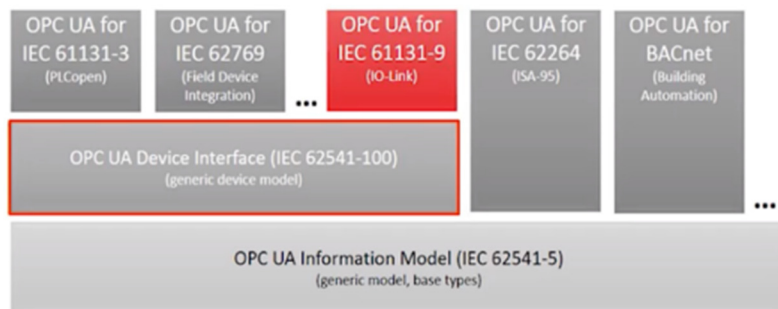 OPC UA for
IEC 61131-3
(PLCopen)
OPC UA for
IEC 62769
(Field Device
Integration)
...
OPC UA for
IEC 61131-9
(IO-Link)
OPC UA for
IEC 62264
(ISA-95)
OPC UA for
BACnet
(Building
Automation)
OPC UA Device Interface (IEC 62541-100)
(generic device model)
...
OPC UA Information Model (IEC 62541-5)
(generic model, base types)